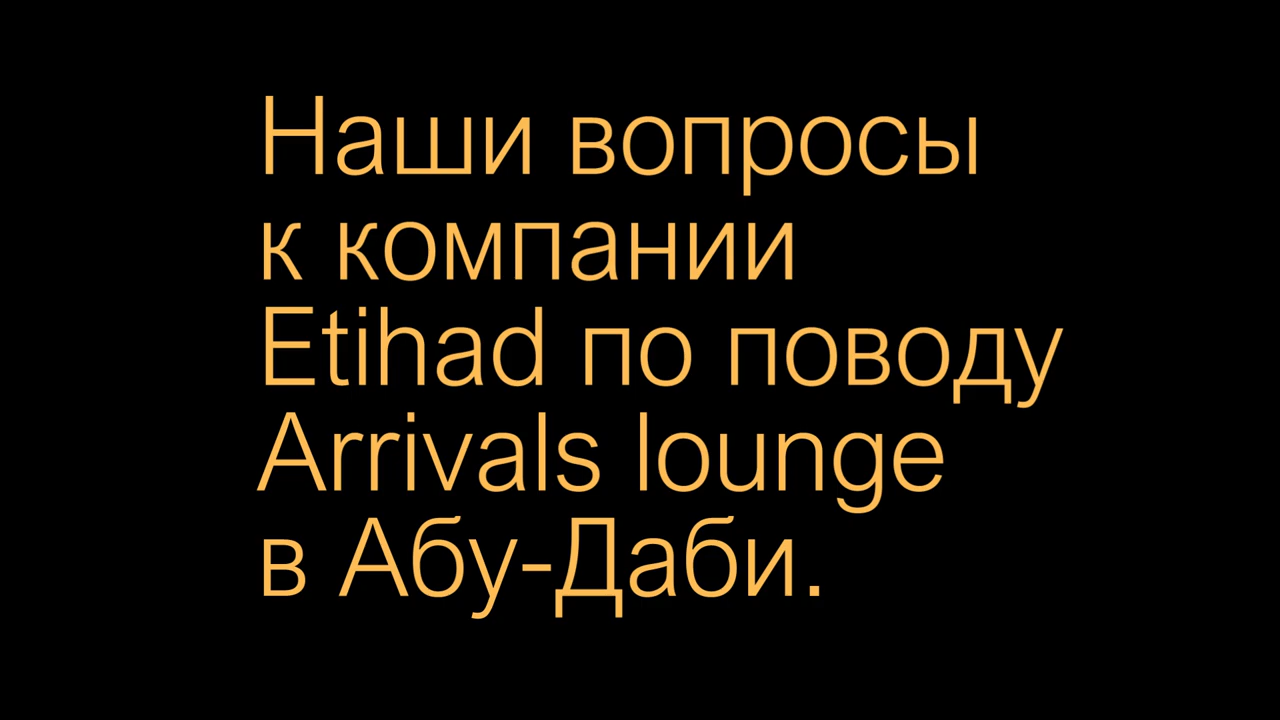 Наши вопросы
к компании
Etihad по поводу
Arrivals lounge
в Абу-Даби.